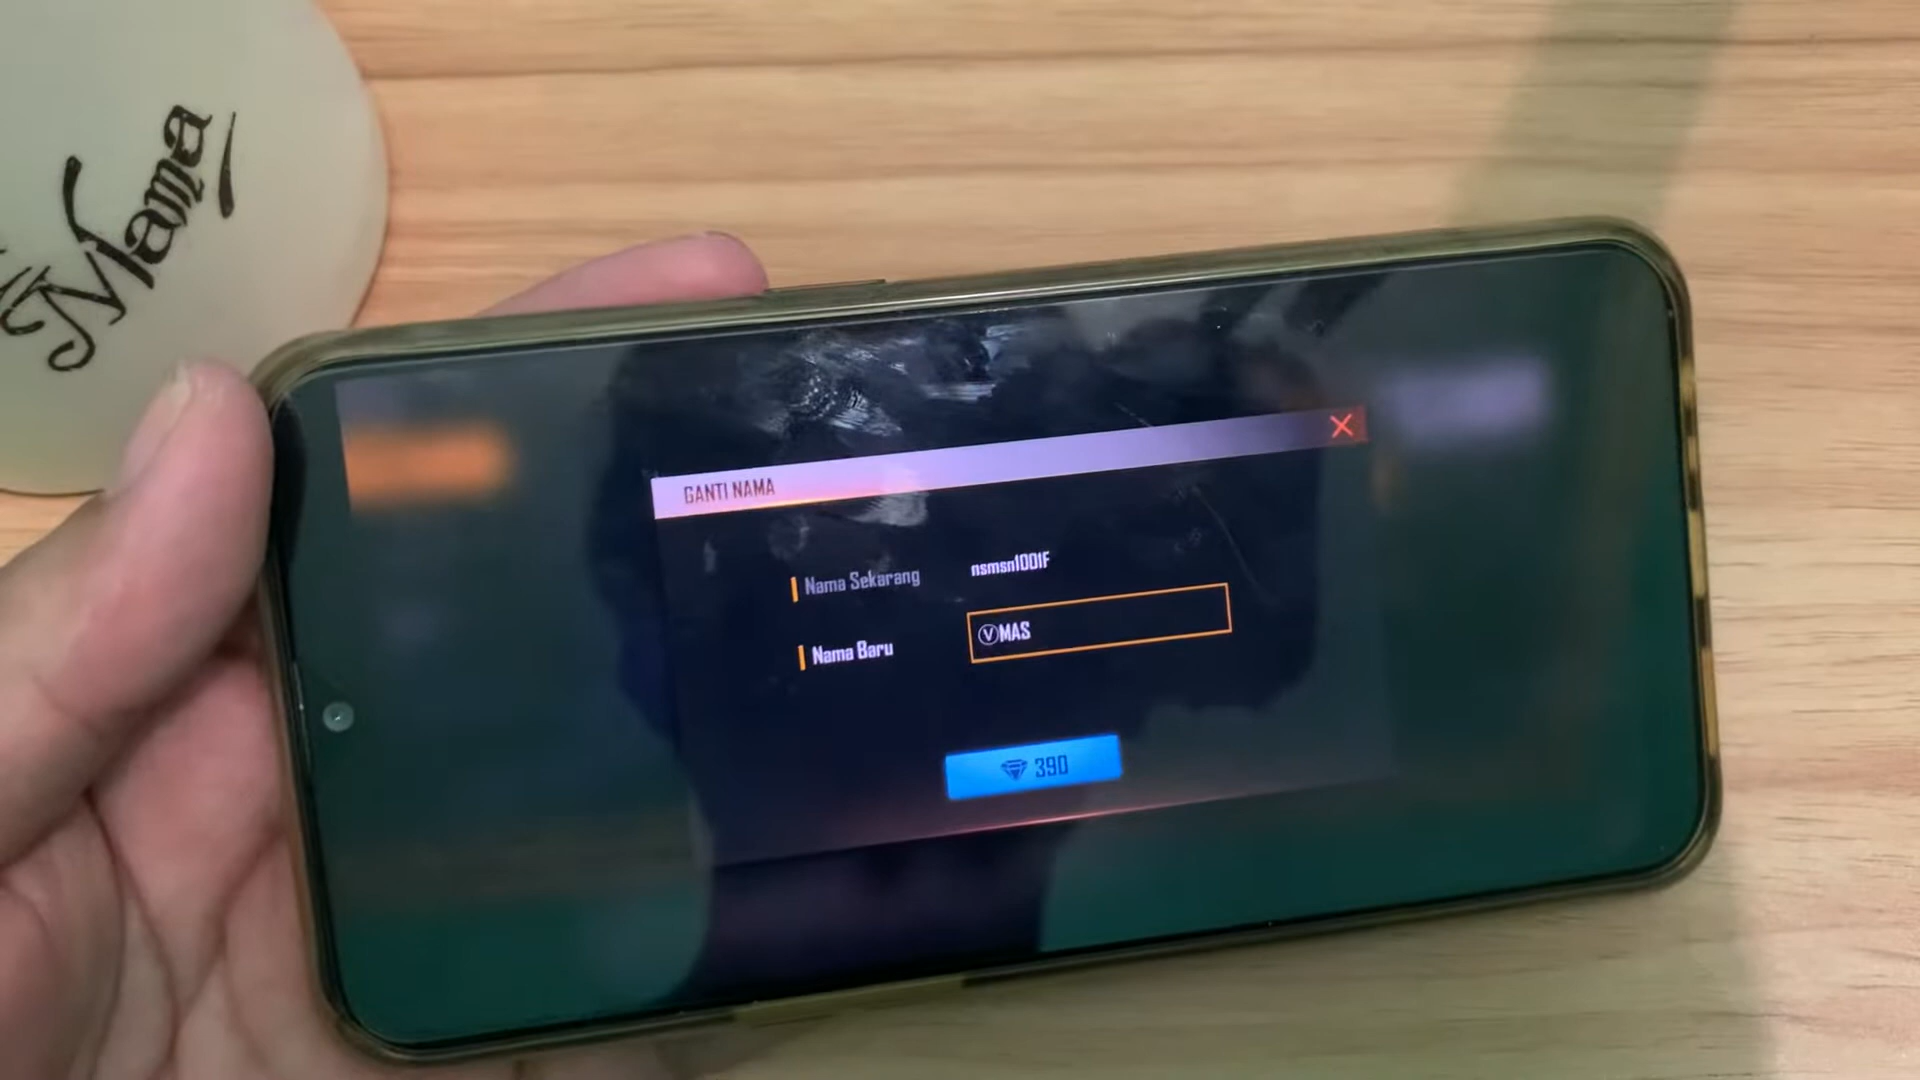 Mama
GANTI NAMA
Nama Sekarang
nsmsn1001F
Nama Baru
ⓋMAS
390